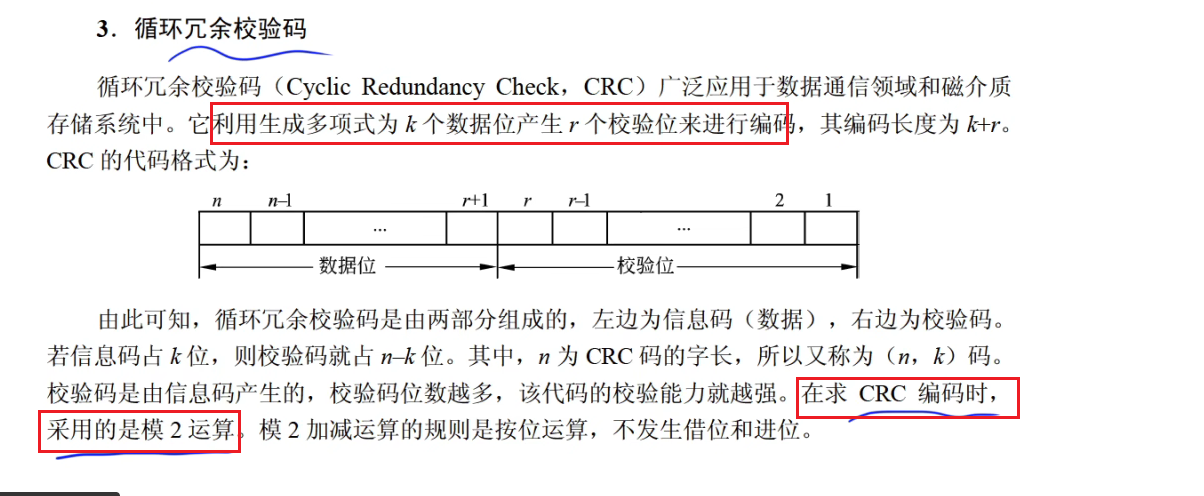 3．循环冗余校验码
循环冗余校验码（Cyclic Redundancy Check，CRC）广泛应用于数据通信领域和磁介质
存储系统中。它利用生成多项式为 k 个数据位产生 r 个校验位来进行编码，其编码长度为 k+r。
CRC 的代码格式为：
n n–1 r+1 r r–1 2 1
… …
数据位 校验位
由此可知，循环冗余校验码是由两部分组成的，左边为信息码（数据），右边为校验码。
若信息码占 k 位，则校验码就占 n–k 位。其中，n 为 CRC 码的字长，所以又称为（n，k）码。
校验码是由信息码产生的，校验码位数越多，该代码的校验能力就越强。在求 CRC 编码时，
采用的是模 2 运算。模 2 加减运算的规则是按位运算，不发生借位和进位。